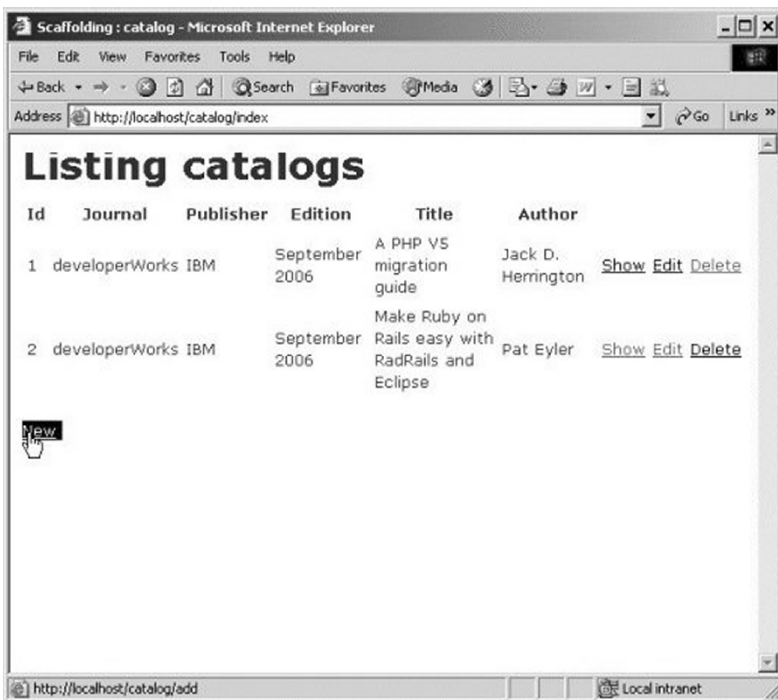 Scaffolding : catalog - Microsoft Internet Explorer
File Edit View Favorites Tools Help
Back Search Favorites Media W
Address http://localhost/catalog/index Go Links »
Listing catalogs
Id Journal Publisher Edition Title Author
1 developerWorks IBM September 2006 A PHP V5 migration guide Jack D. Herrington Show Edit Delete
2 developerWorks IBM September 2006 Make Ruby on Rails easy with RadRails and Eclipse Pat Eyler Show Edit Delete
New
http://localhost/catalog/add Local intranet